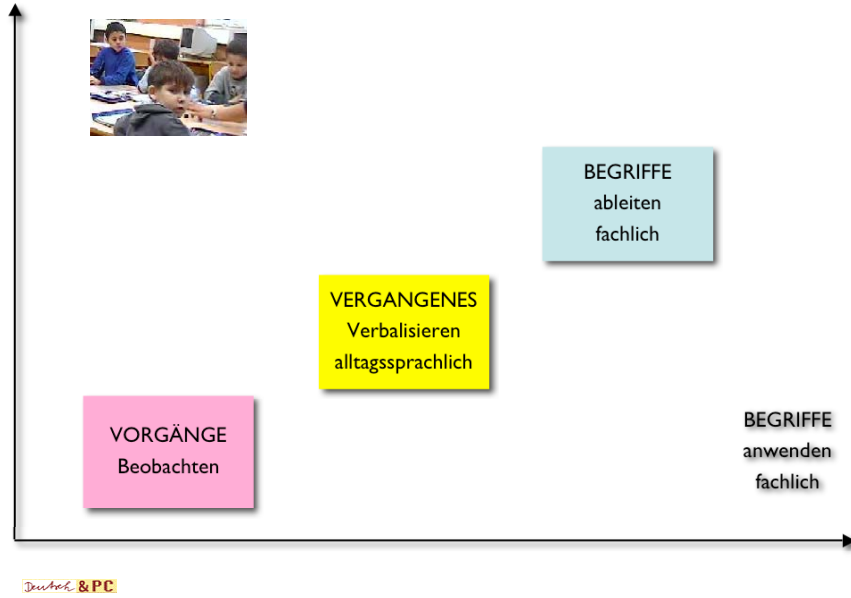 BEGRIFFE
ableiten
fachlich
VERGANGENES
Verbalisieren
alltagssprachlich
VORGÄNGE
Beobachten
BEGRIFFE
anwenden
fachlich
Deutsch & PC